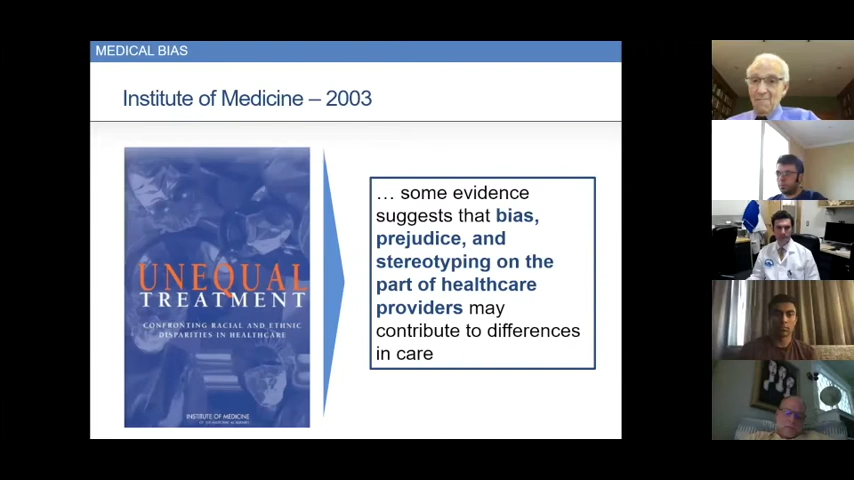 MEDICAL BIAS
Institute of Medicine – 2003
UNEQUAL
TREATMENT
CONFRONTING RACIAL AND ETHNIC
DISPARITIES IN HEALTHCARE
INSTITUTE OF MEDICINE
… some evidence
suggests that bias,
prejudice, and
stereotyping on the
part of healthcare
providers may
contribute to differences
in care